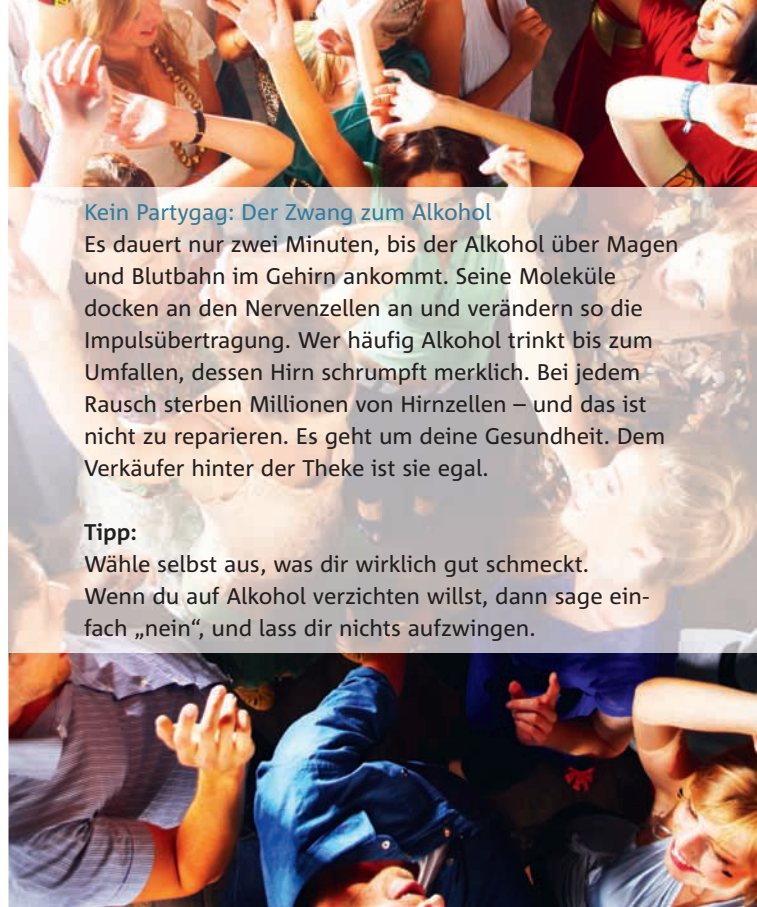 Kein Partygag: Der Zwang zum Alkohol
Es dauert nur zwei Minuten, bis der Alkohol über Magen
und Blutbahn im Gehirn ankommt. Seine Moleküle
docken an den Nervenzellen an und verändern so die
Impulsübertragung. Wer häufig Alkohol trinkt bis zum
Umfallen, dessen Hirn schrumpft merklich. Bei jedem
Rausch sterben Millionen von Hirnzellen – und das ist
nicht zu reparieren. Es geht um deine Gesundheit. Dem
Verkäufer hinter der Theke ist sie egal.
Tipp:
Wähle selbst aus, was dir wirklich gut schmeckt.
Wenn du auf Alkohol verzichten willst, dann sage ein-
fach „nein“, und lass dir nichts aufzwingen.